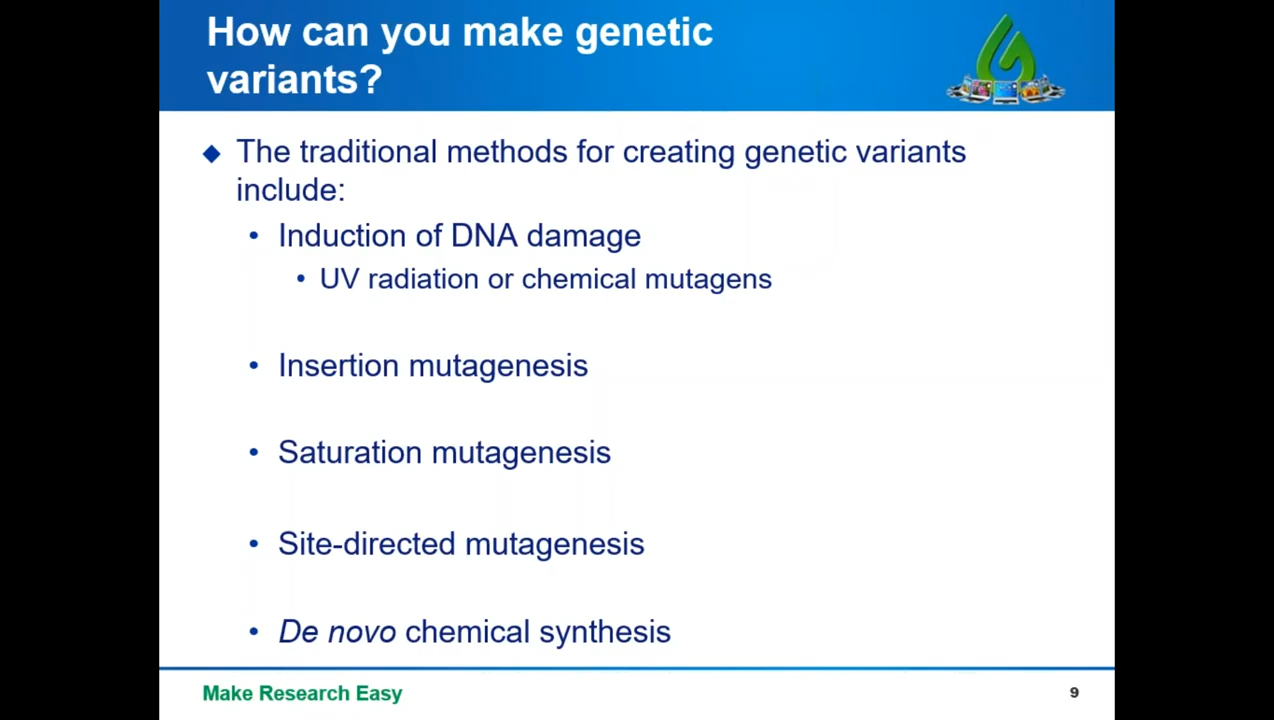 How can you make genetic
variants?
◆ The traditional methods for creating genetic variants
include:
• Induction of DNA damage
• UV radiation or chemical mutagens
• Insertion mutagenesis
• Saturation mutagenesis
• Site-directed mutagenesis
• De novo chemical synthesis
Make Research Easy
9